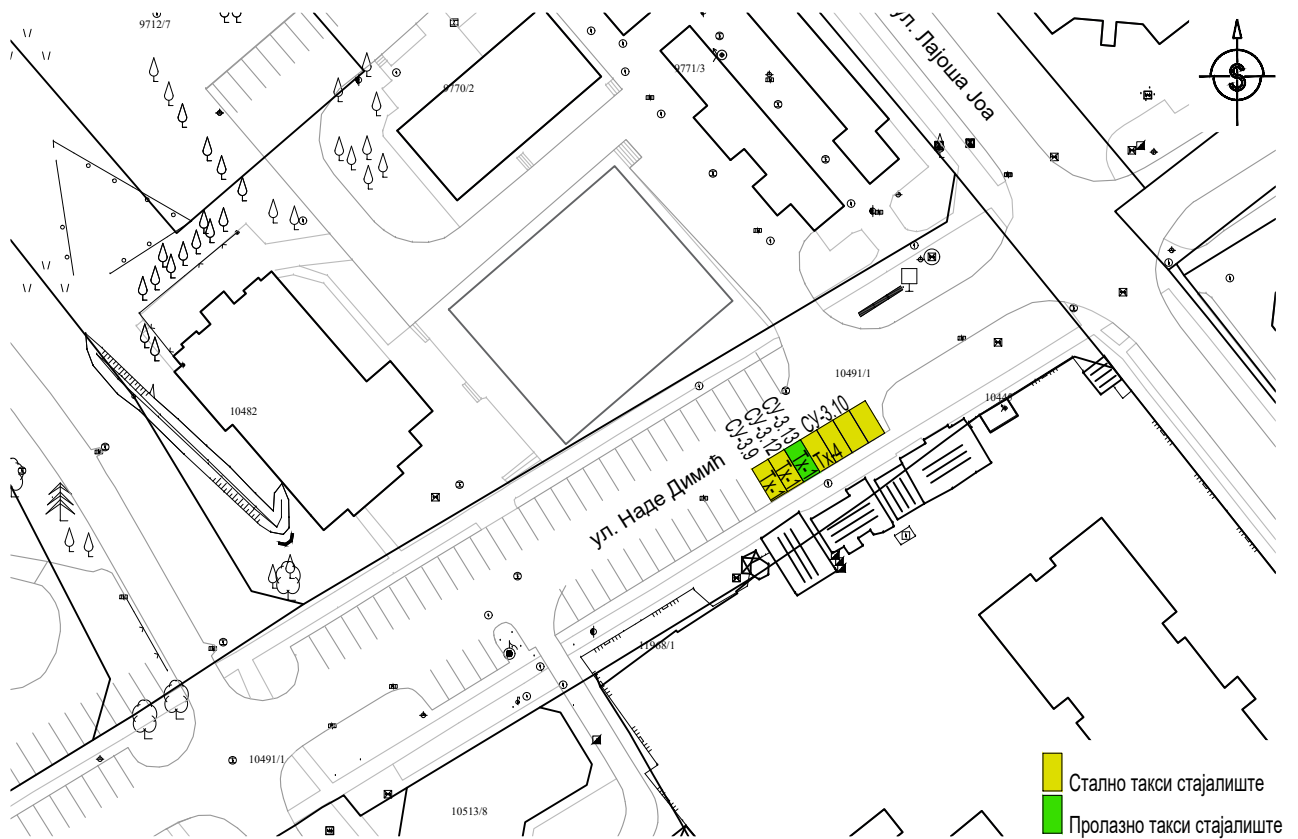 9712/7
9770/2
9771/3
ул. Лајоша Јоа
S
10482
10491/1
СУ-3.9
СУ-3.12
СУ-3.13
СУ-3.10
Тх4
ул. Наде Димић
11968/1
10491/1
10513/8
Стално такси стајалиште
Пролазно такси стајалиште